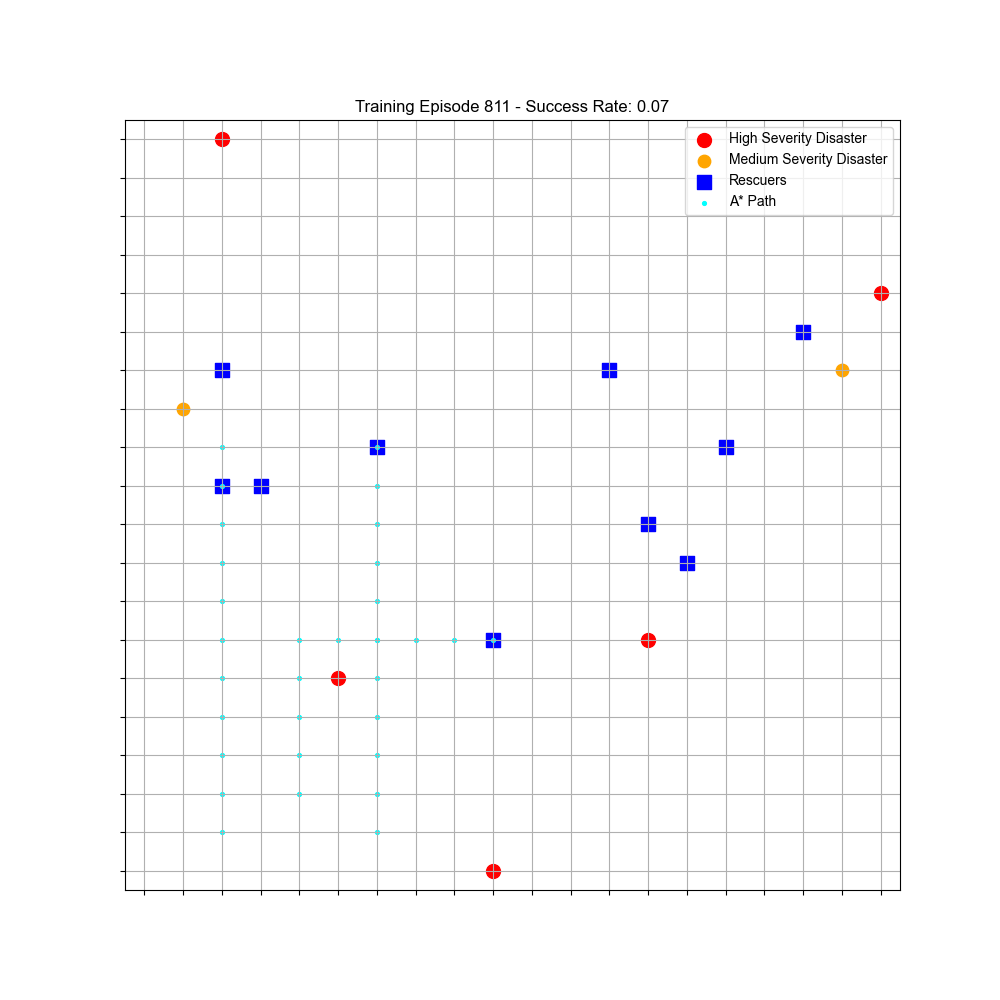 Training Episode 811 - Success Rate: 0.07
High Severity Disaster
Medium Severity Disaster
Rescuers
A* Path